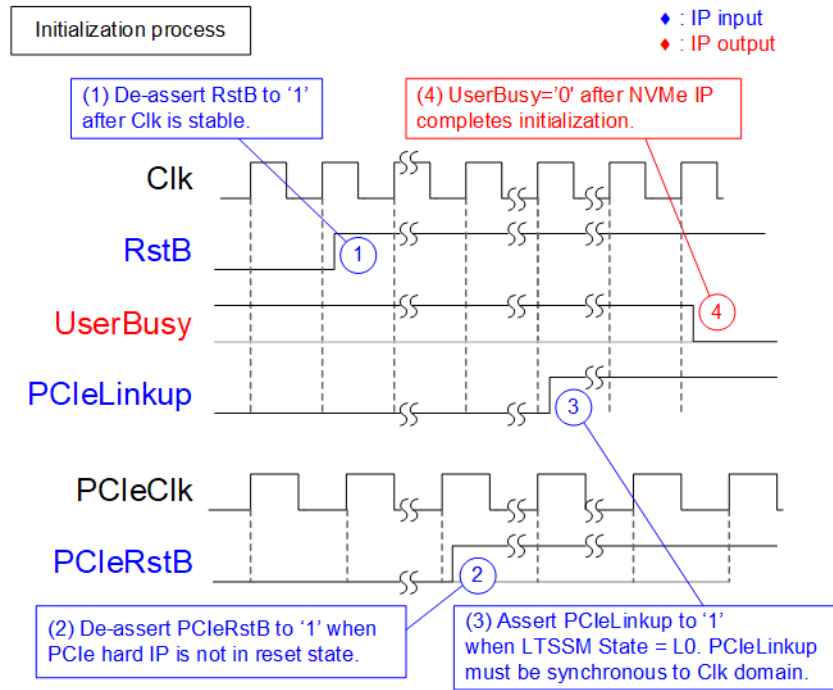 Initialization process
♦ : IP input
♦ : IP output
(1) De-assert RstB to ‘1’
after Clk is stable.
(4) UserBusy='0' after NVMe IP
completes initialization.
Clk
RstB
1
UserBusy
4
PCIeLinkup
3
PCIeClk
PCIeRstB
2
(2) De-assert PCIeRstB to ‘1’ when
PCIe hard IP is not in reset state.
(3) Assert PCIeLinkup to ‘1’
when LTSSM State = L0. PCIeLinkup
must be synchronous to Clk domain.